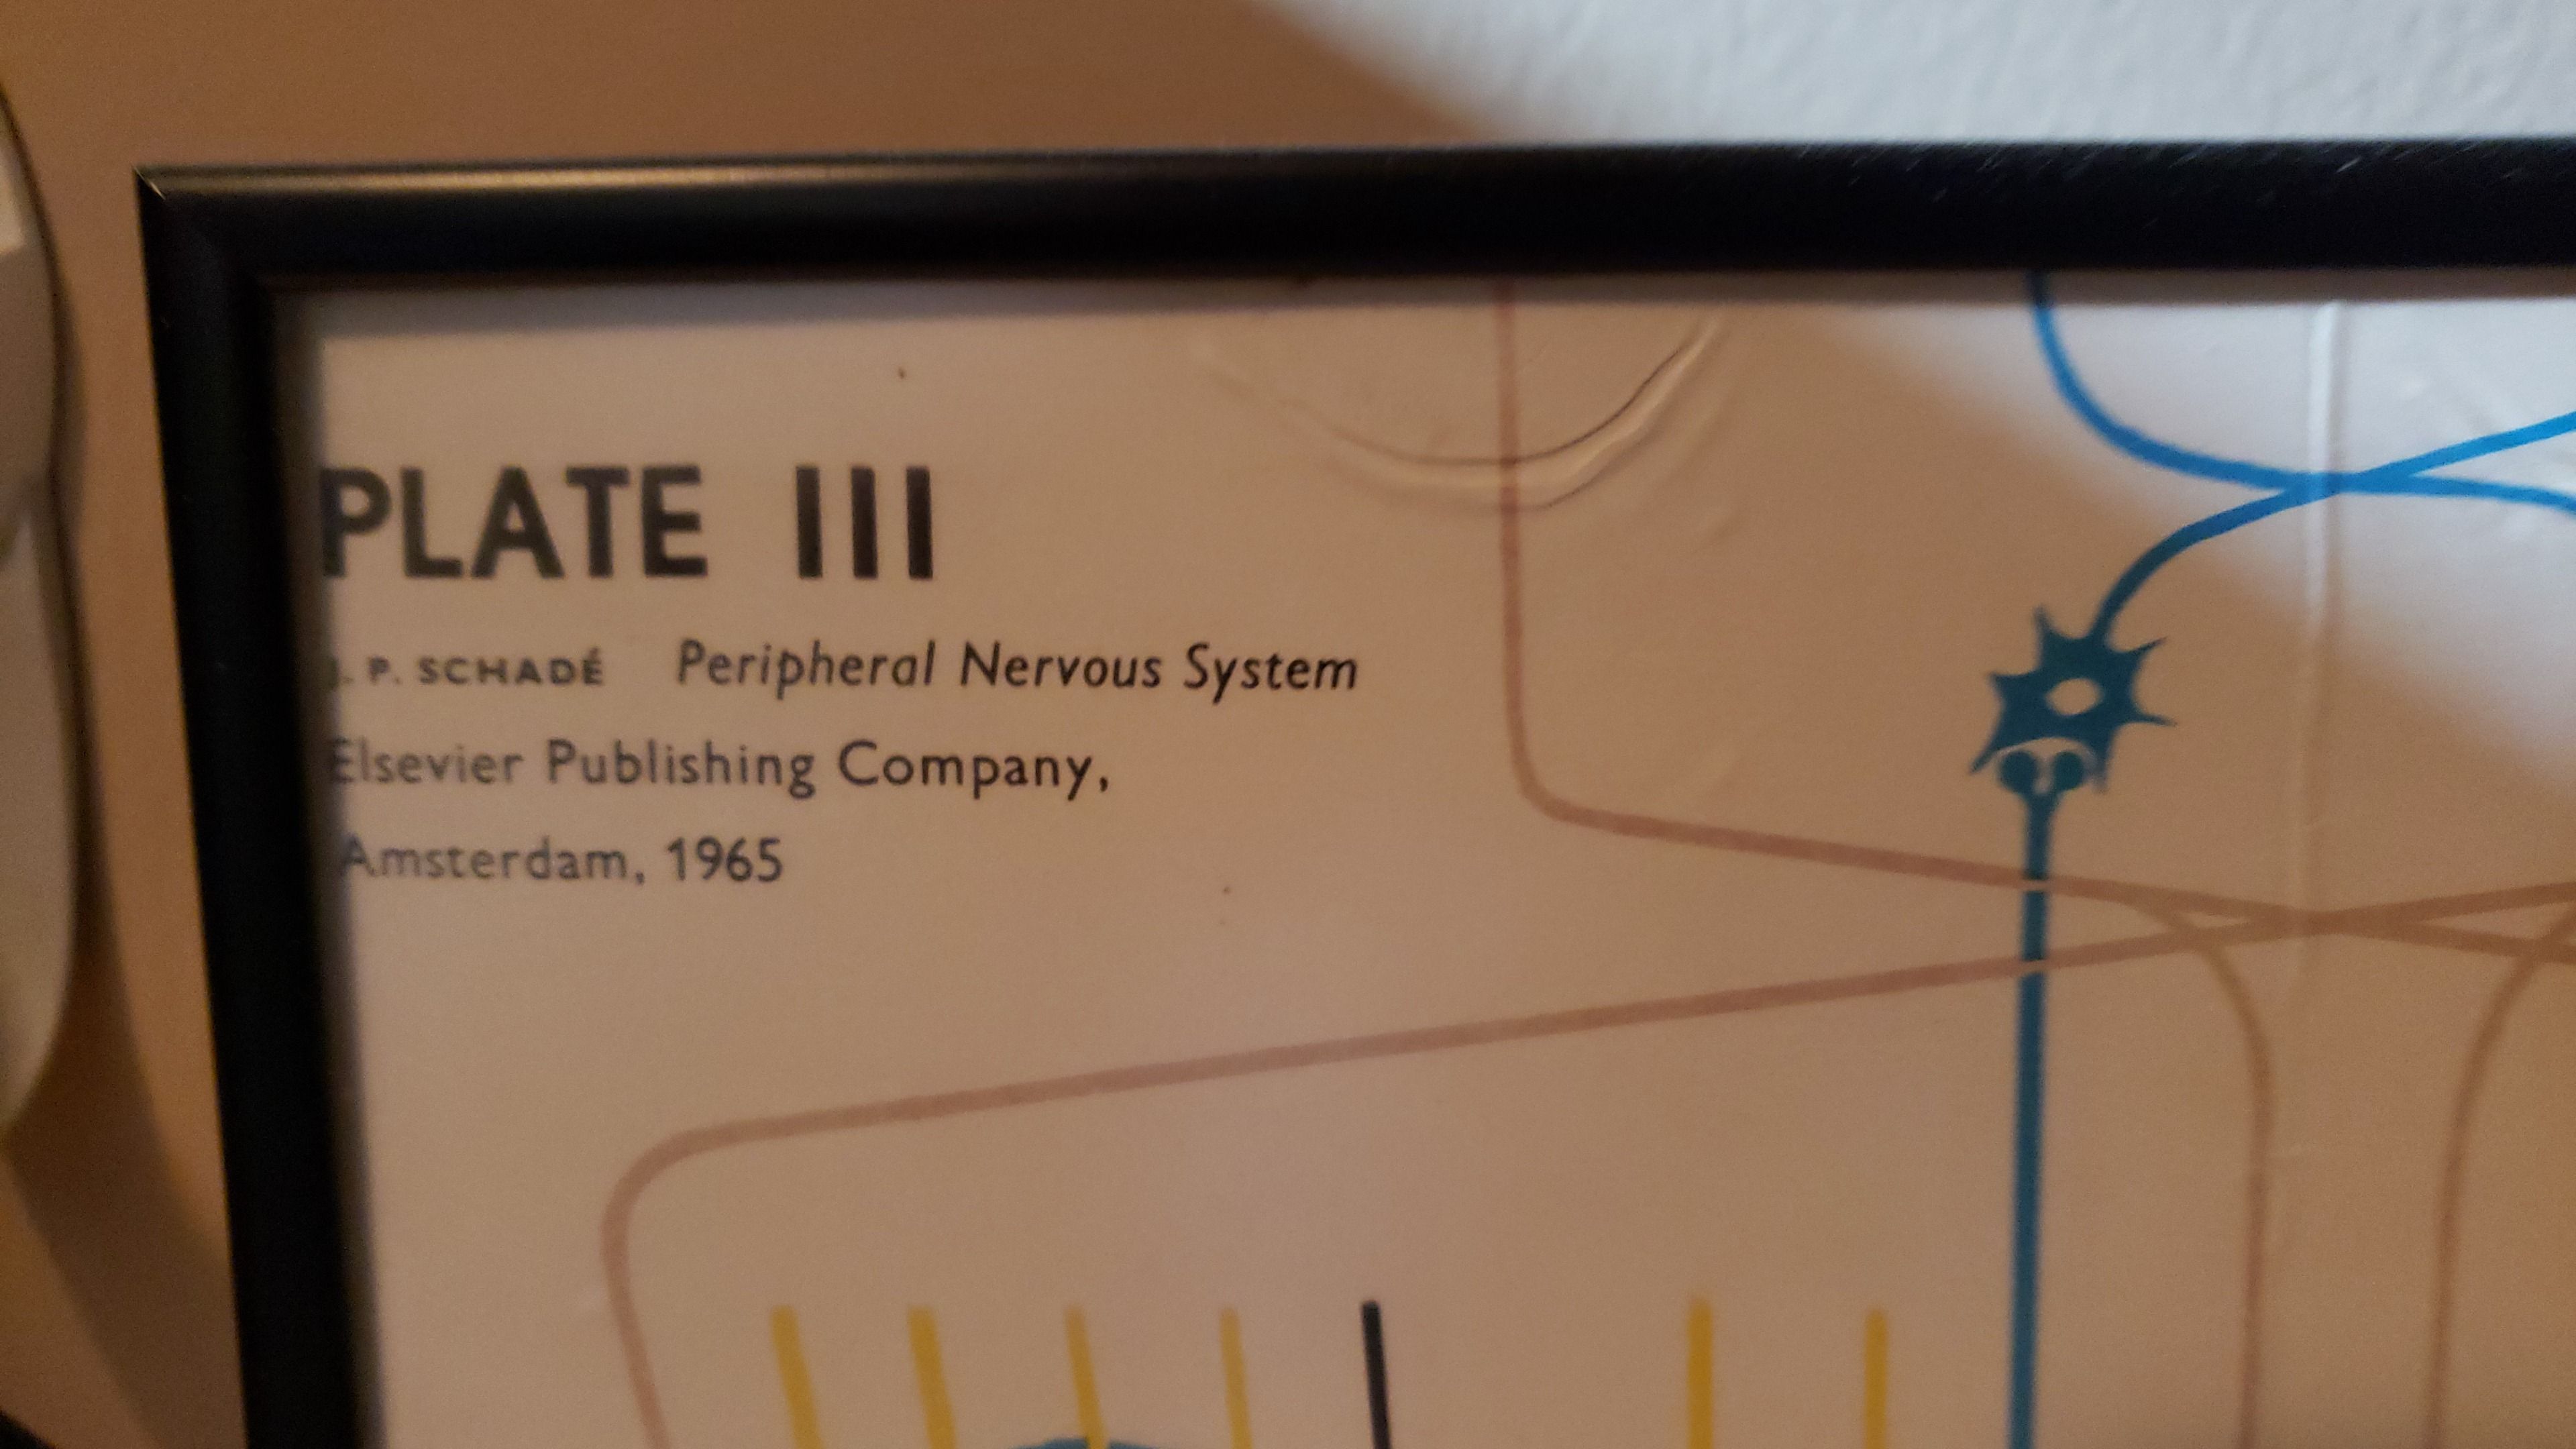 PLATE III
J. P. SCHADÉ Peripheral Nervous System
Elsevier Publishing Company,
Amsterdam, 1965